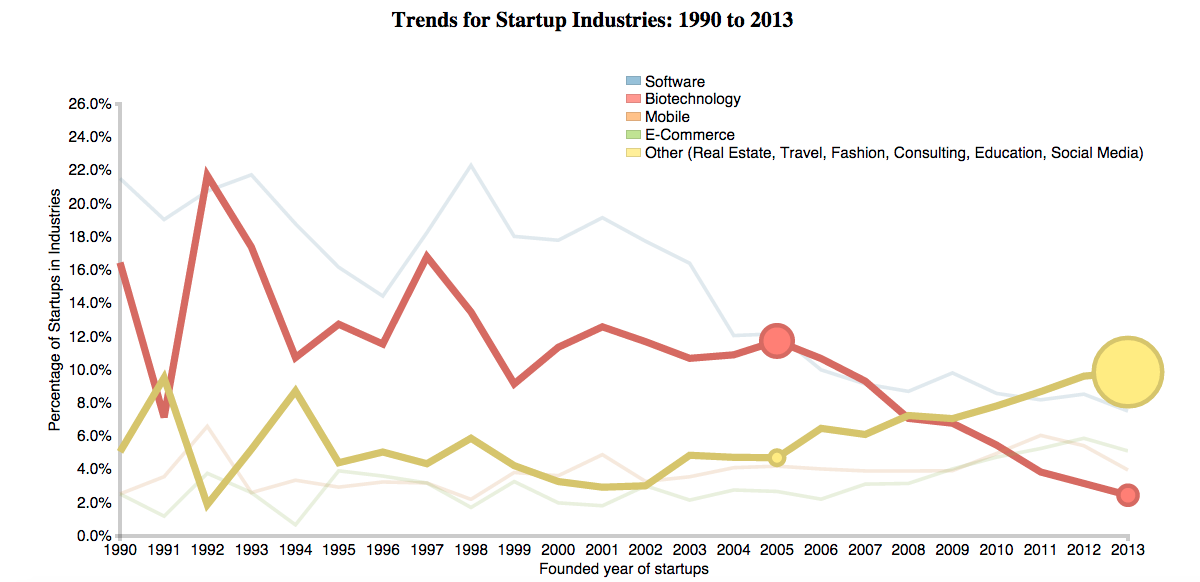 Trends for Startup Industries: 1990 to 2013
Software
Biotechnology
Mobile
E-Commerce
Other (Real Estate, Travel, Fashion, Consulting, Education, Social Media)
Percentage of Startups in Industries
26.0%
24.0%
22.0%
20.0%
18.0%
16.0%
14.0%
12.0%
10.0%
8.0%
6.0%
4.0%
2.0%
0.0%
1990 1991 1992 1993 1994 1995 1996 1997 1998 1999 2000 2001 2002 2003 2004 2005 2006 2007 2008 2009 2010 2011 2012 2013
Founded year of startups